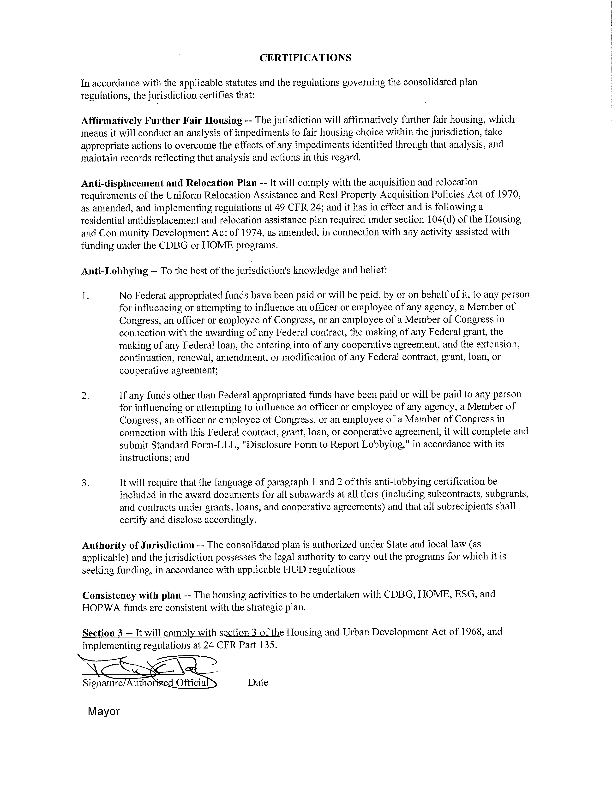 CERTIFICATIONS
In accordance with the applicable statutes and the regulations governing the consolidated plan
regulations, the jurisdiction certifies that:
Affirmatively Further Fair Housing -- The jurisdiction will affirmatively further fair housing, which
means it will conduct an analysis of impediments to fair housing choice within the jurisdiction, take
appropriate actions to overcome the effects of any impediments identified through that analysis, and
maintain records reflecting that analysis and actions in this regard.
Anti-displacement and Relocation Plan -- It will comply with the acquisition and relocation
requirements of the Uniform Relocation Assistance and Real Property Acquisition Policies Act of 1970,
as amended, and implementing regulations at 49 CFR 24; and it has in effect and is following a
residential antidisplacement and relocation assistance plan required under section 104(d) of the Housing
and Community Development Act of 1974, as amended, in connection with any activity assisted with
funding under the CDBG or HOME programs.
Anti-Lobbying -- To the best of the jurisdiction's knowledge and belief:
1. No Federal appropriated funds have been paid or will be paid, by or on behalf of it, to any person
for influencing or attempting to influence an officer or employee of any agency, a Member of
Congress, an officer or employee of Congress, or an employee of a Member of Congress in
connection with the awarding of any Federal contract, the making of any Federal grant, the
making of any Federal loan, the entering into of any cooperative agreement, and the extension,
continuation, renewal, amendment, or modification of any Federal contract, grant, loan, or
cooperative agreement;
2. If any funds other than Federal appropriated funds have been paid or will be paid to any person
for influencing or attempting to influence an officer or employee of any agency, a Member of
Congress, an officer or employee of Congress, or an employee of a Member of Congress in
connection with this Federal contract, grant, loan, or cooperative agreement, it will complete and
submit Standard Form-LLL, "Disclosure Form to Report Lobbying," in accordance with its
instructions; and
3. It will require that the language of paragraph 1 and 2 of this anti-lobbying certification be
included in the award documents for all subawards at all tiers (including subcontracts, subgrants,
and contracts under grants, loans, and cooperative agreements) and that all subrecipients shall
certify and disclose accordingly.
Authority of Jurisdiction -- The consolidated plan is authorized under State and local law (as
applicable) and the jurisdiction possesses the legal authority to carry out the programs for which it is
seeking funding, in accordance with applicable HUD regulations.
Consistency with plan -- The housing activities to be undertaken with CDBG, HOME, ESG, and
HOPWA funds are consistent with the strategic plan.
Section 3 -- It will comply with section 3 of the Housing and Urban Development Act of 1968, and
implementing regulations at 24 CFR Part 135.
Signature/Authorized Official Date
Mayor